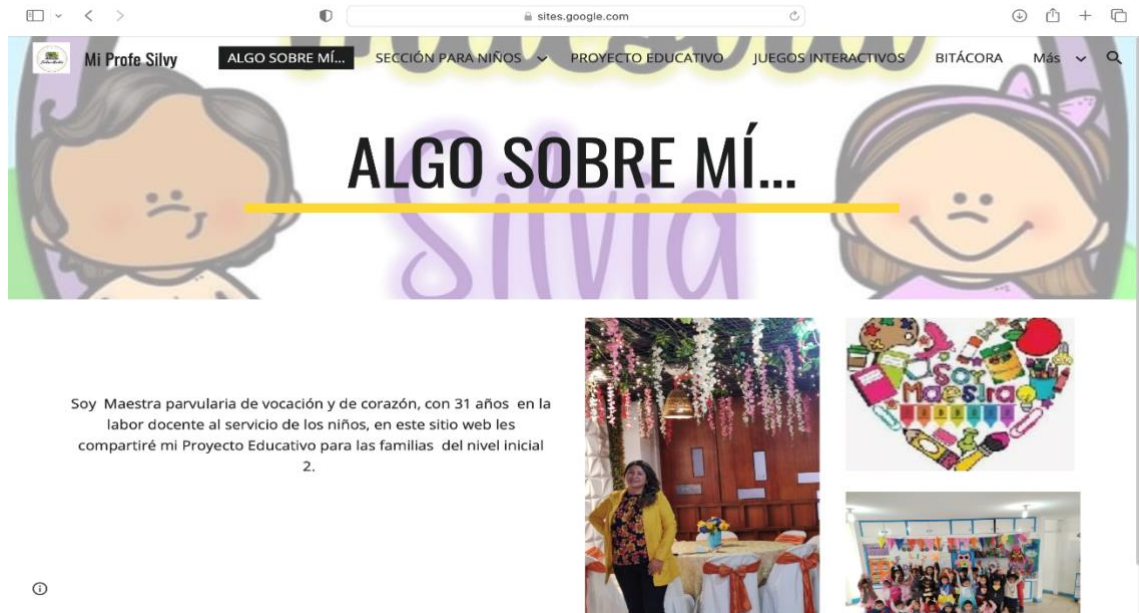 sites.google.com
Mi Profe Silvy
ALGO SOBRE MÍ...
SECCIÓN PARA NIÑOS
PROYECTO EDUCATIVO
JUEGOS INTERACTIVOS
BITÁCORA
Más
ALGO SOBRE MÍ...
Silvia
Soy Maestra parvularia de vocación y de corazón, con 31 años en la
labor docente al servicio de los niños, en este sitio web les
compartiré mi Proyecto Educativo para las familias del nivel inicial
2.
Soy
Maestra